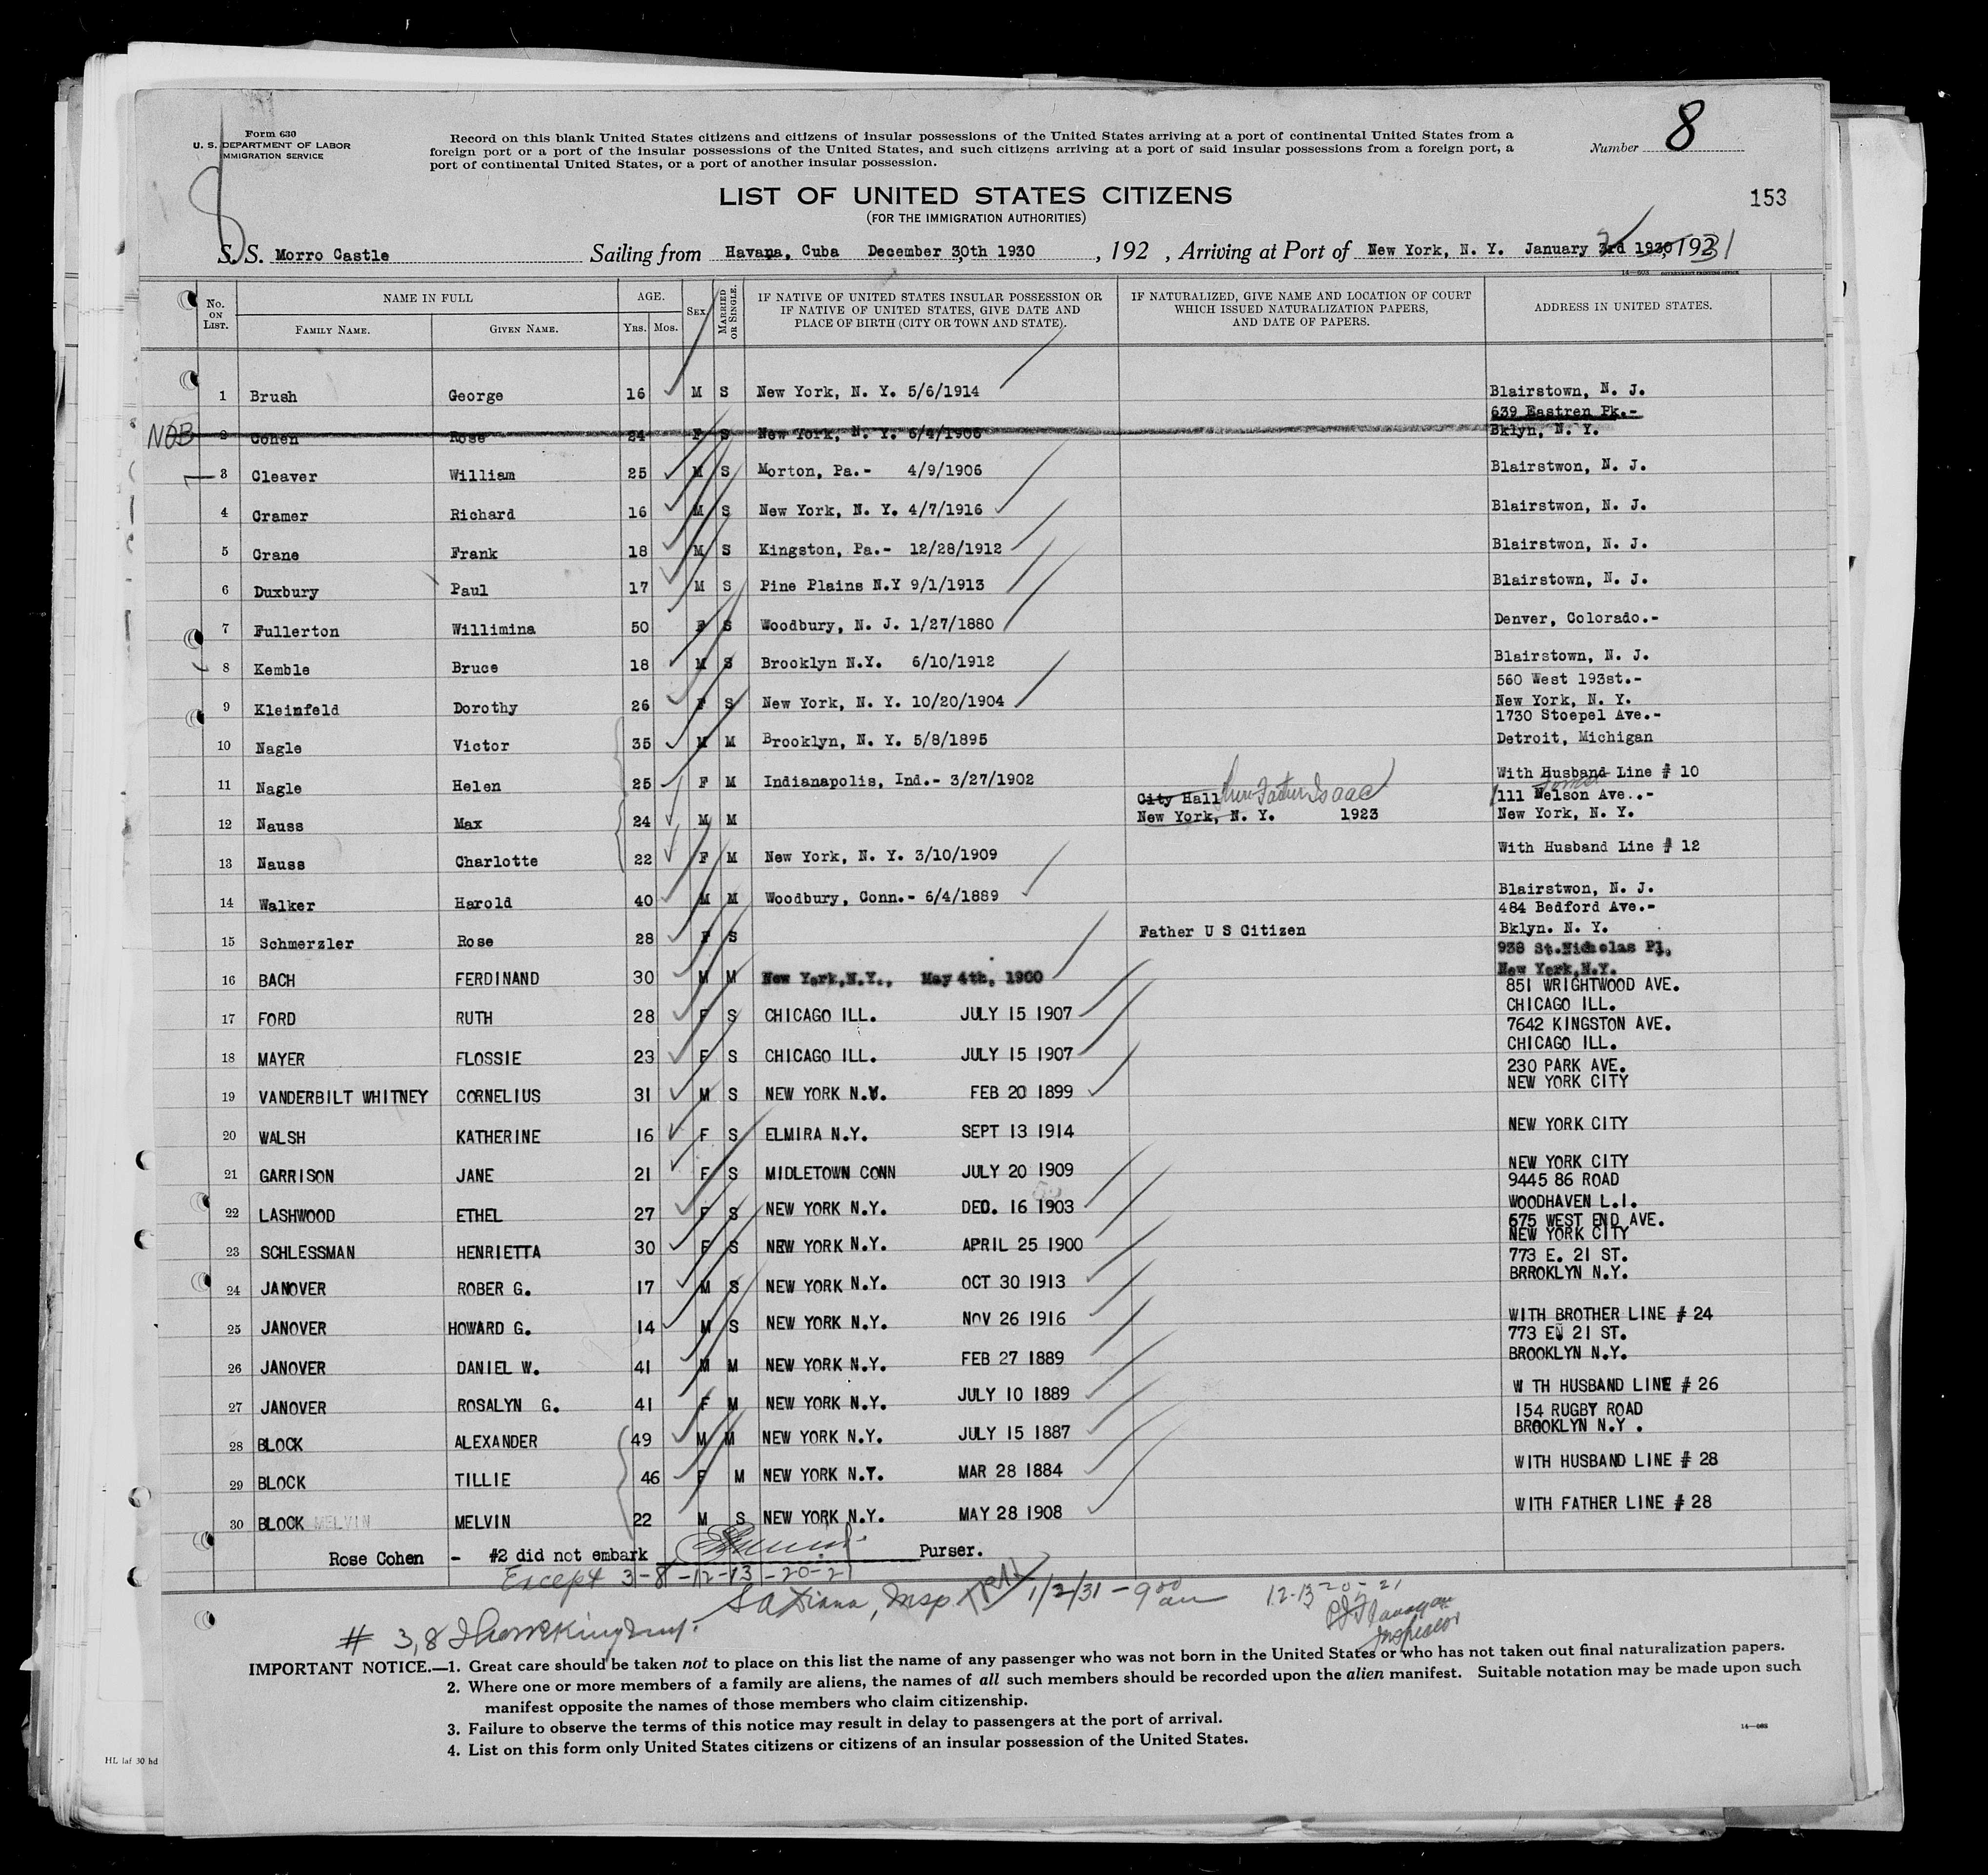 Form 630
U. S. DEPARTMENT OF LABOR
IMMIGRATION SERVICE
Record on this blank United States citizens and citizens of insular possessions of the United States arriving at a port of continental United States from a
foreign port or a port of the insular possessions of the United States, and such citizens arriving at a port of said insular possessions from a foreign port, a
port of continental United States, or a port of another insular possession.
Number 8
8
LIST OF UNITED STATES CITIZENS
(FOR THE IMMIGRATION AUTHORITIES)
153
S. S. Morro Castle Sailing from Havana, Cuba December 30th 1930 , 192 , Arriving at Port of New York, N. Y. January 3rd 1930, 192 31
14—603 GOVERNMENT PRINTING OFFICE
No. ON LIST. NAME IN FULL FAMILY NAME. GIVEN NAME. AGE. YRS. MOS. SEX MARRIED OR SINGLE. IF NATIVE OF UNITED STATES INSULAR POSSESSION OR IF NATIVE OF UNITED STATES, GIVE DATE AND PLACE OF BIRTH (CITY OR TOWN AND STATE). IF NATURALIZED, GIVE NAME AND LOCATION OF COURT WHICH ISSUED NATURALIZATION PAPERS, AND DATE OF PAPERS. ADDRESS IN UNITED STATES.
1 Brush George 16 M S New York, N. Y. 5/6/1914 Blairstown, N. J.
639 Eastren Pk.-
NOB 2 Cohen Rose 24 F S New York, N. Y. 6/4/1906 Bklyn, N. Y.
3 Cleaver William 25 M S Morton, Pa.- 4/9/1906 Blairstwon, N. J.
4 Cramer Richard 16 M S New York, N. Y. 4/7/1916 Blairstwon, N. J.
5 Crane Frank 18 M S Kingston, Pa.- 12/28/1912 Blairstwon, N. J.
6 Duxbury Paul 17 M S Pine Plains N.Y 9/1/1913 Blairstown, N. J.
7 Fullerton Willimina 50 F S Woodbury, N. J. 1/27/1880 Denver, Colorado.-
8 Kemble Bruce 18 M S Brooklyn N.Y. 6/10/1912 Blairstown, N. J.
560 West 193st.-
9 Kleinfeld Dorothy 26 F S New York, N. Y. 10/20/1904 New York, N. Y.
1730 Stoepel Ave.-
10 Nagle Victor 35 M M Brooklyn, N. Y. 5/8/1895 Detroit, Michigan
11 Nagle Helen 25 F M Indianapolis, Ind.- 3/27/1902 With Husband Line # 10
City Hall thru Father Isaac 111 Nelson Ave..-
12 Nauss Max 24 M M New York, N. Y. 1923 New York, N. Y.
13 Nauss Charlotte 22 F M New York, N. Y. 3/10/1909 With Husband Line # 12
14 Walker Harold 40 M M Woodbury, Conn.- 6/4/1889 Blairstwon, N. J.
484 Bedford Ave.-
15 Schmerzler Rose 28 F S Father U S Citizen Bklyn. N. Y.
938 St.Nicholas Pl,
16 BACH FERDINAND 30 M M New York,N.Y., May 4th, 1900 New York,N.Y.
851 WRIGHTWOOD AVE.
17 FORD RUTH 28 F S CHICAGO ILL. JULY 15 1907 CHICAGO ILL.
7642 KINGSTON AVE.
18 MAYER FLOSSIE 23 F S CHICAGO ILL. JULY 15 1907 CHICAGO ILL.
230 PARK AVE.
19 VANDERBILT WHITNEY CORNELIUS 31 M S NEW YORK N.Y. FEB 20 1899 NEW YORK CITY
20 WALSH KATHERINE 16 F S ELMIRA N.Y. SEPT 13 1914 NEW YORK CITY
21 GARRISON JANE 21 F S MIDLETOWN CONN JULY 20 1909 NEW YORK CITY
9445 86 ROAD
22 LASHWOOD ETHEL 27 F S NEW YORK N.Y. DEC. 16 1903 WOODHAVEN L.I.
675 WEST END AVE.
23 SCHLESSMAN HENRIETTA 30 F S NEW YORK N.Y. APRIL 25 1900 NEW YORK CITY
773 E. 21 ST.
24 JANOVER ROBER G. 17 M S NEW YORK N.Y. OCT 30 1913 BRROKLYN N.Y.
25 JANOVER HOWARD G. 14 M S NEW YORK N.Y. NOV 26 1916 WITH BROTHER LINE # 24
773 E. 21 ST.
26 JANOVER DANIEL W. 41 M M NEW YORK N.Y. FEB 27 1889 BROOKLYN N.Y.
27 JANOVER ROSALYN G. 41 F M NEW YORK N.Y. JULY 10 1889 W TH HUSBAND LINE # 26
154 RUGBY ROAD
28 BLOCK ALEXANDER 49 M M NEW YORK N.Y. JULY 15 1887 BROOKLYN N.Y .
29 BLOCK TILLIE 46 F M NEW YORK N.Y. MAR 28 1884 WITH HUSBAND LINE # 28
30 BLOCK MELVIN MELVIN 22 M S NEW YORK N.Y. MAY 28 1908 WITH FATHER LINE # 28
Rose Cohen - #2 did not embark Purser.
Except 3-8-12-13-20-21
Insp 1/2/31 - 9 00 am 12-13-20-21
Inspector
# 3,8
IMPORTANT NOTICE.—1. Great care should be taken not to place on this list the name of any passenger who was not born in the United States or who has not taken out final naturalization papers.
2. Where one or more members of a family are aliens, the names of all such members should be recorded upon the alien manifest. Suitable notation may be made upon such
manifest opposite the names of those members who claim citizenship.
3. Failure to observe the terms of this notice may result in delay to passengers at the port of arrival.
4. List on this form only United States citizens or citizens of an insular possession of the United States.
14—603
HL laf 30 hd